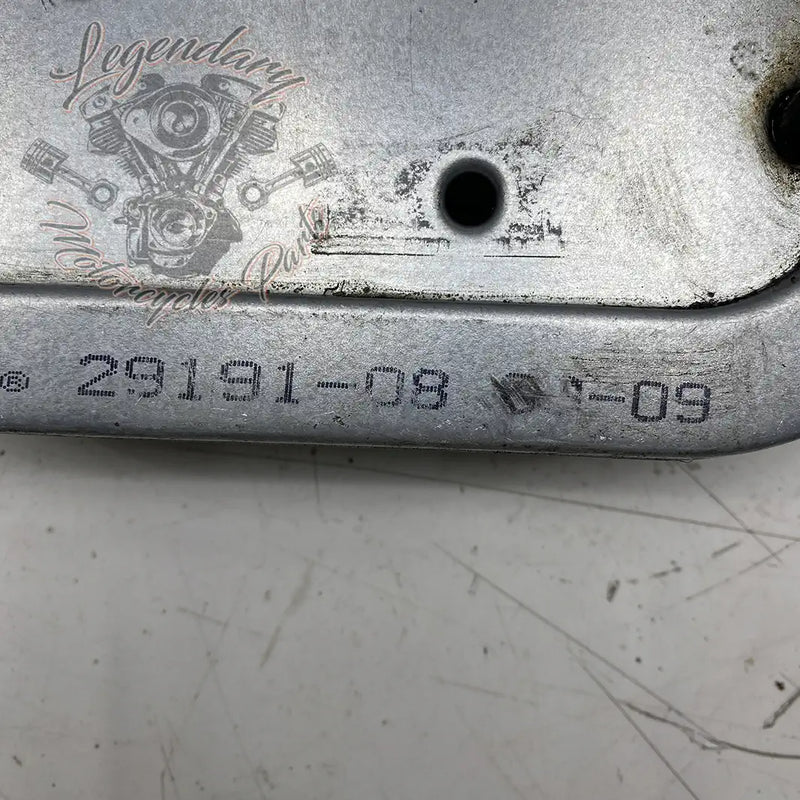 Legendary
Motorcycles Parts
® 29191-08 -09